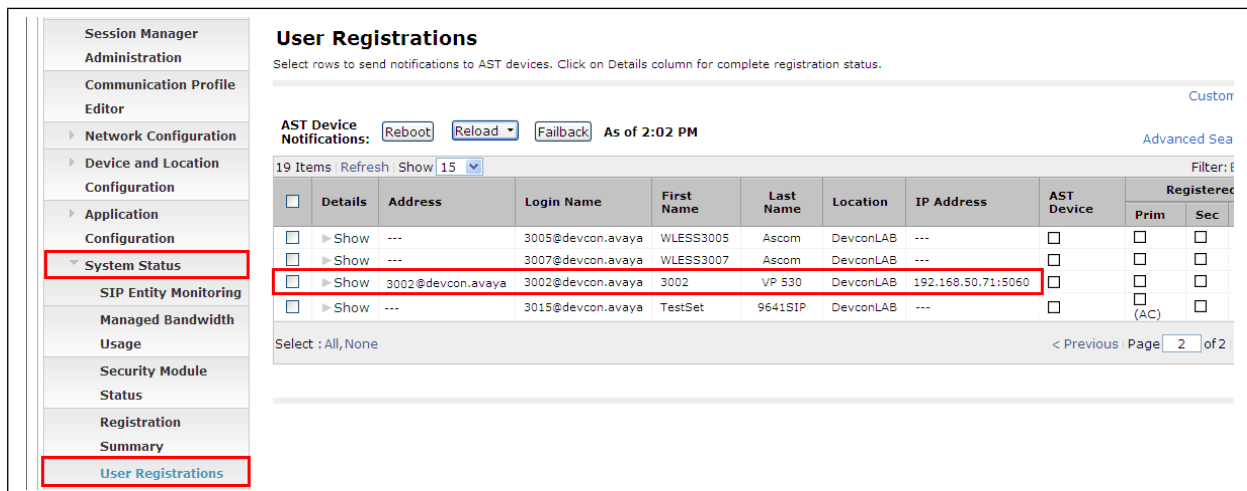 Session Manager
Administration
Communication Profile
Editor
Network Configuration
Device and Location
Configuration
Application
Configuration
System Status
SIP Entity Monitoring
Managed Bandwidth
Usage
Security Module
Status
Registration
Summary
User Registrations
User Registrations
Select rows to send notifications to AST devices. Click on Details column for complete registration status.
Custom
AST Device
Notifications: Reboot Reload Failback As of 2:02 PM
Advanced Sea
19 Items | Refresh | Show 15 Filter: E
Details Address Login Name First Name Last Name Location IP Address AST Device Registered
Prim Sec
Show --- 3005@devcon.avaya WLESS3005 Ascom DevconLAB ---
Show --- 3007@devcon.avaya WLESS3007 Ascom DevconLAB ---
Show 3002@devcon.avaya 3002@devcon.avaya 3002 VP 530 DevconLAB 192.168.50.71:5060
Show --- 3015@devcon.avaya TestSet 9641SIP DevconLAB --- (AC)
Select : All, None < Previous | Page 2 of 2